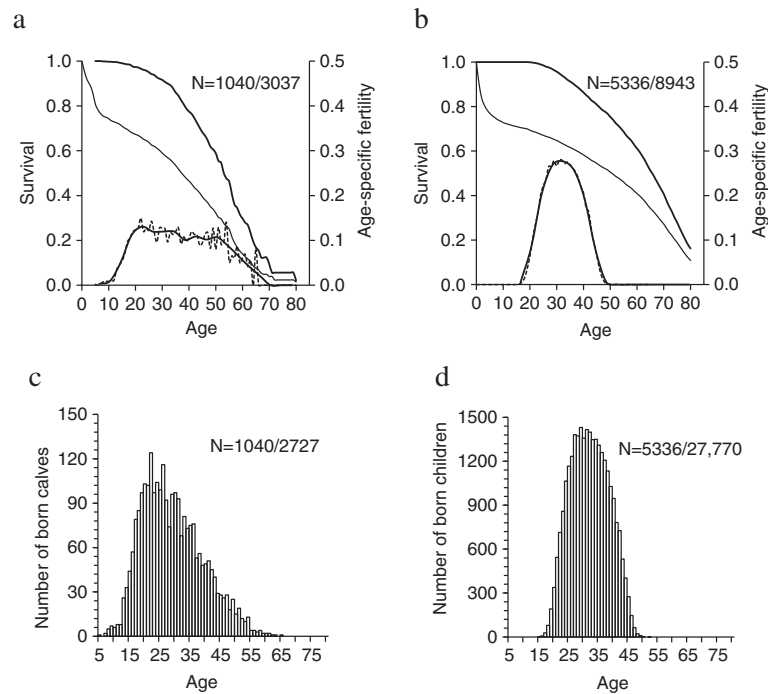 a
b
N=1040/3037
1.0
0.8
0.6
0.4
0.2
0.0
Survival
0.5
0.4
0.3
0.2
0.1
0.0
Age-specific fertility
0 10 20 30 40 50 60 70 80
Age
N=5336/8943
1.0
0.8
0.6
0.4
0.2
0.0
Survival
0.5
0.4
0.3
0.2
0.1
0.0
Age-specific fertility
0 10 20 30 40 50 60 70 80
Age
c
d
N=1040/2727
150
120
90
60
30
0
Number of born calves
5 15 25 35 45 55 65 75
Age
N=5336/27,770
1500
1200
900
600
300
0
Number of born children
5 15 25 35 45 55 65 75
Age